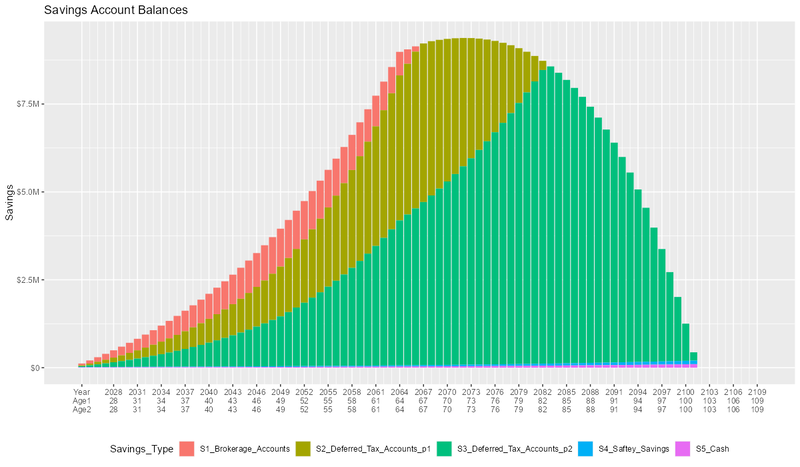 Savings Account Balances
Savings
$7.5M
$5.0M
$2.5M
$0
Year 2028 2031 2034 2037 2040 2043 2046 2049 2052 2055 2058 2061 2064 2067 2070 2073 2076 2079 2082 2085 2088 2091 2094 2097 2100 2103 2106 2109
Age1 28 31 34 37 40 43 46 49 52 55 58 61 64 67 70 73 76 79 82 85 88 91 94 97 100 103 106 109
Age2 28 31 34 37 40 43 46 49 52 55 58 61 64 67 70 73 76 79 82 85 88 91 94 97 100 103 106 109
Savings_Type S1_Brokerage_Accounts S2_Deferred_Tax_Accounts_p1 S3_Deferred_Tax_Accounts_p2 S4_Saftey_Savings S5_Cash